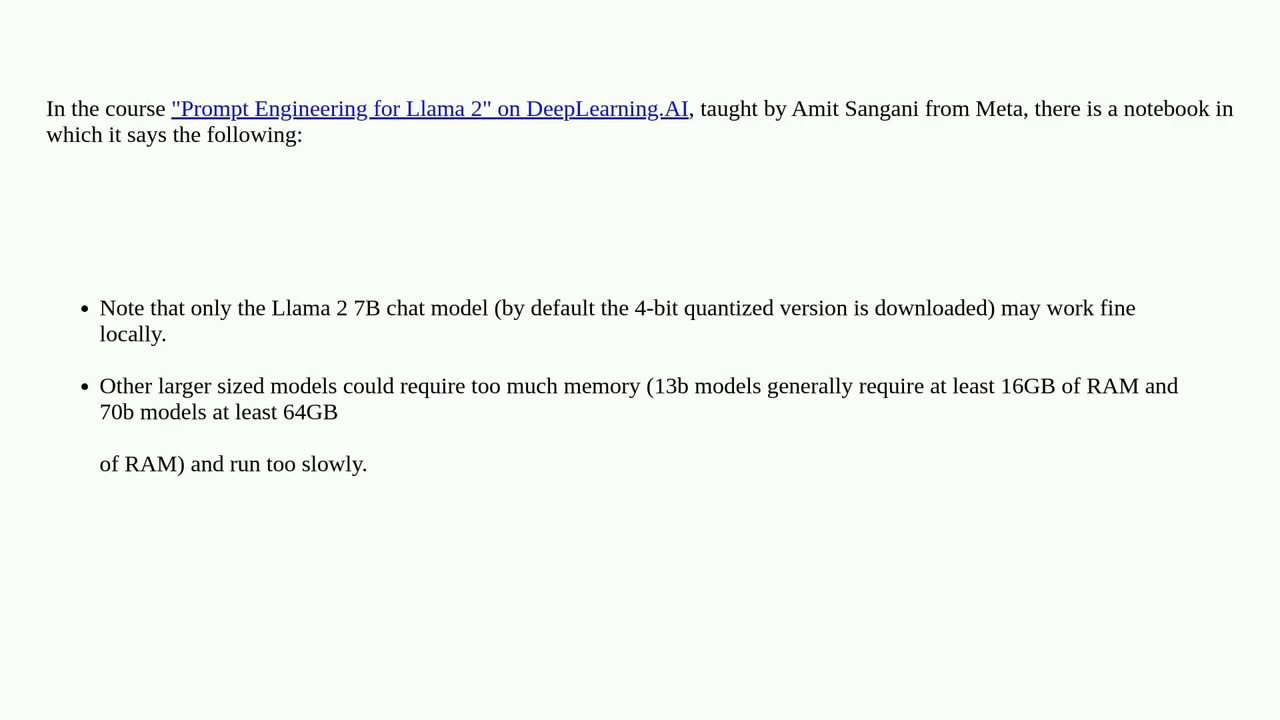 In the course "Prompt Engineering for Llama 2" on DeepLearning.AI, taught by Amit Sangani from Meta, there is a notebook in
which it says the following:
• Note that only the Llama 2 7B chat model (by default the 4-bit quantized version is downloaded) may work fine
locally.
• Other larger sized models could require too much memory (13b models generally require at least 16GB of RAM and
70b models at least 64GB
of RAM) and run too slowly.